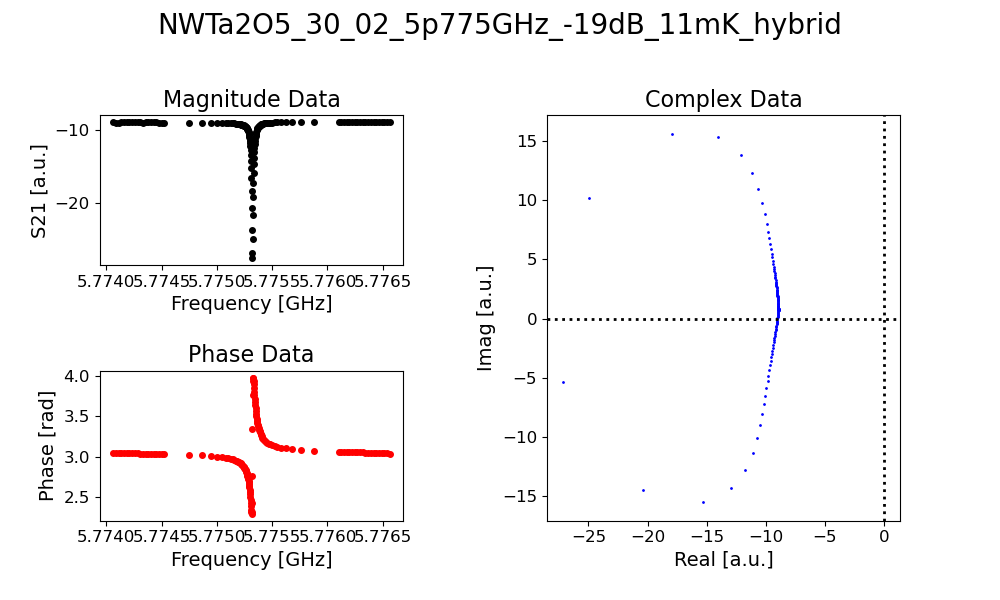 NWTa2O5_30_02_5p775GHz_-19dB_11mK_hybrid
Magnitude Data
−10
−20
S21 [a.u.]
5.7740 5.7745 5.7750 5.7755 5.7760 5.7765
Frequency [GHz]
Phase Data
4.0
3.5
3.0
2.5
Phase [rad]
5.7740 5.7745 5.7750 5.7755 5.7760 5.7765
Frequency [GHz]
Complex Data
15
10
5
0
−5
−10
−15
Imag [a.u.]
−25 −20 −15 −10 −5 0
Real [a.u.]